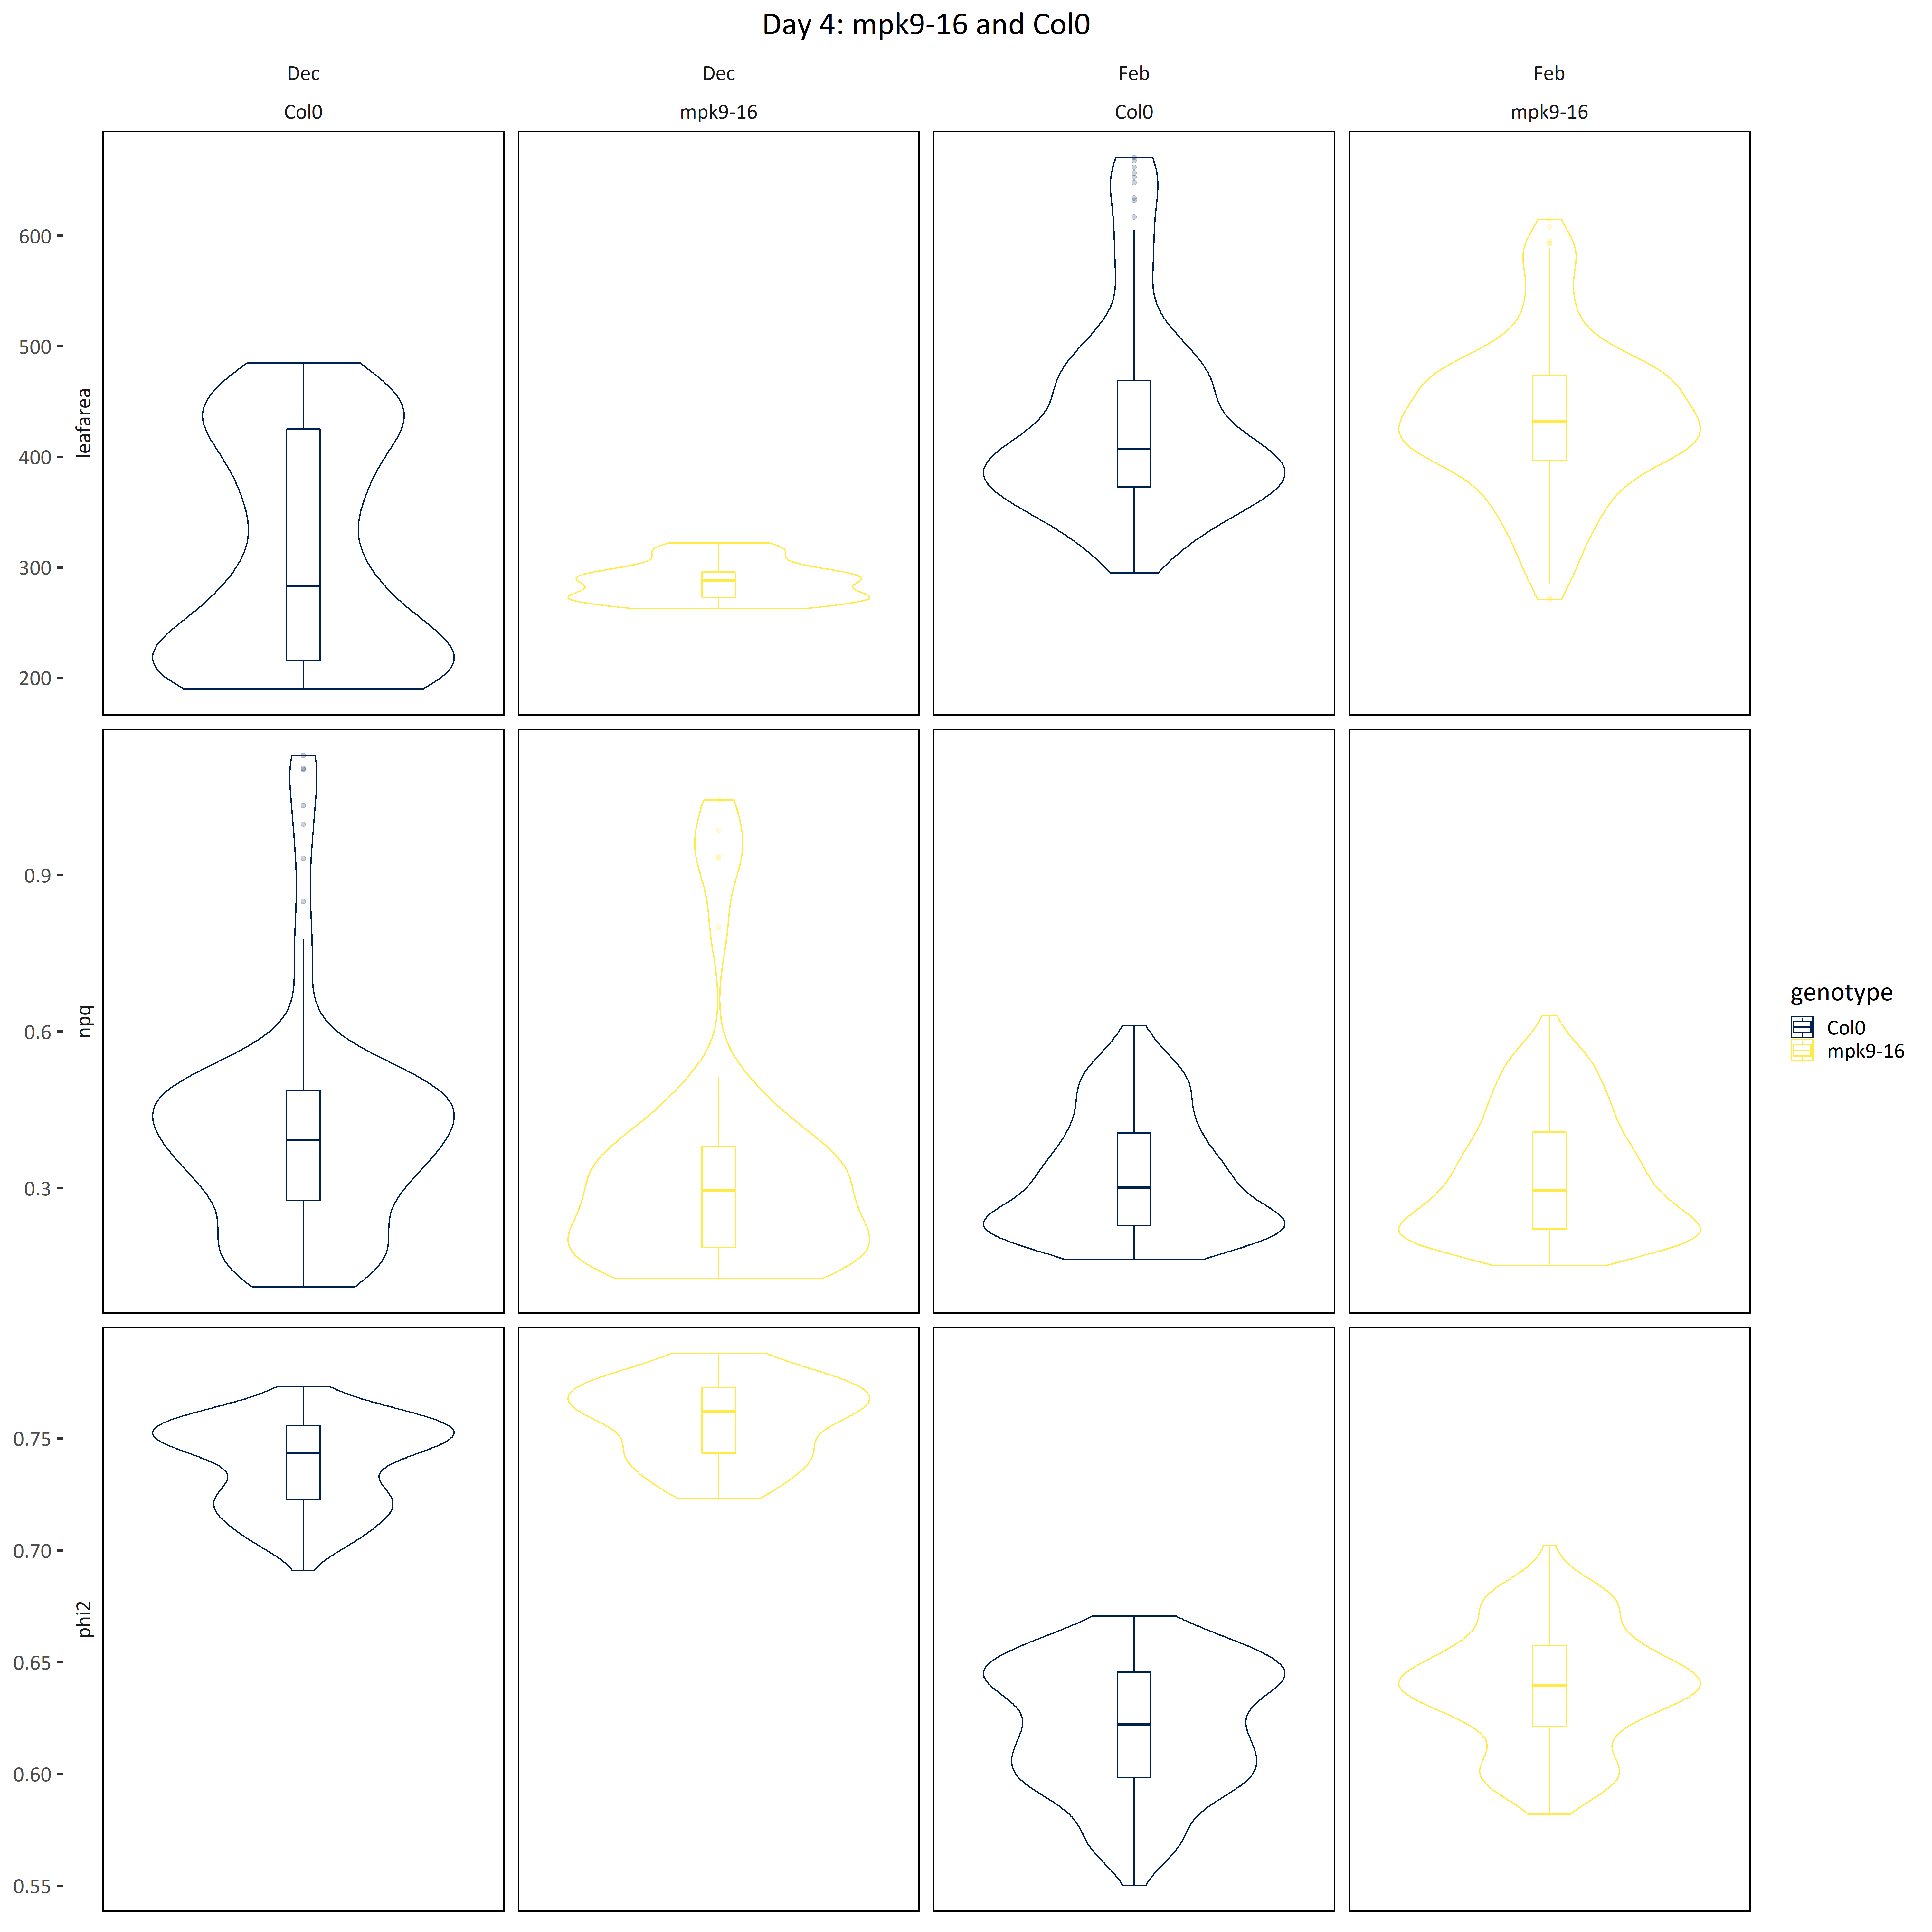 Day 4: mpk9-16 and Col0
Dec Dec Feb Feb
Col0 mpk9-16 Col0 mpk9-16
leafarea
600
500
400
300
200
npq
0.9
0.6
0.3
phi2
0.75
0.70
0.65
0.60
0.55
genotype
Col0
mpk9-16